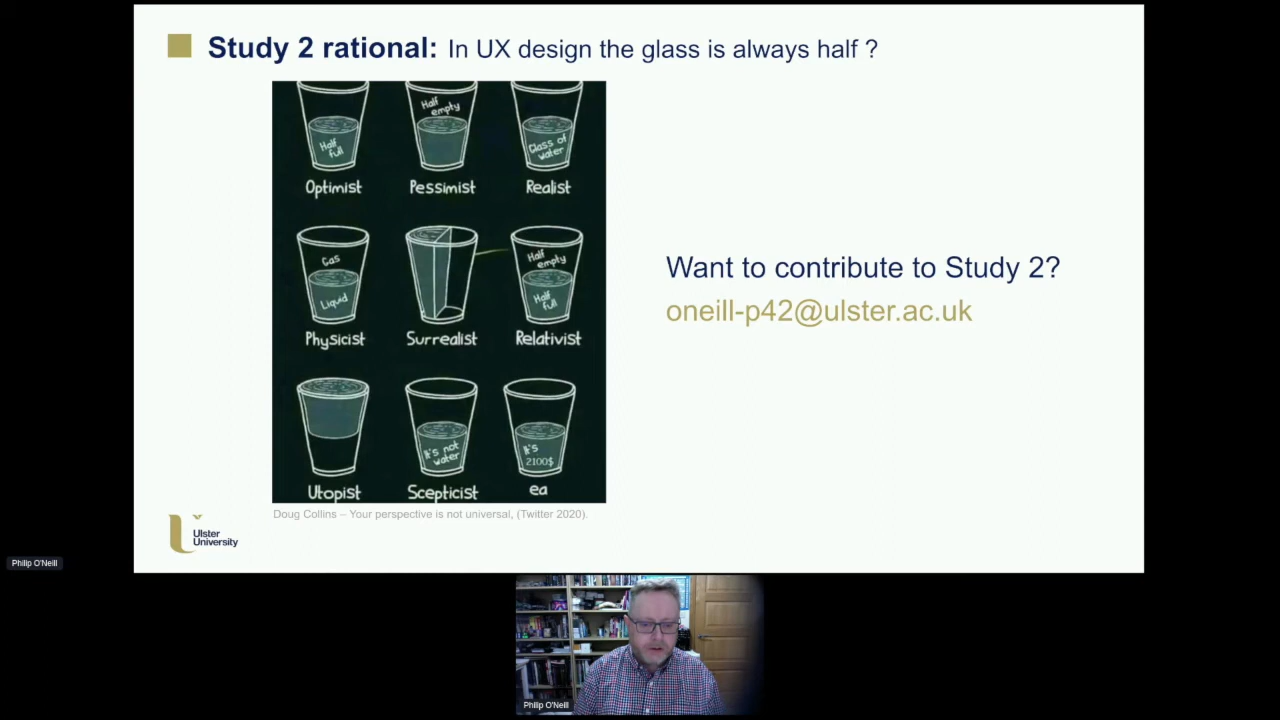 Study 2 rational: In UX design the glass is always half ?
Half
full
Half
empty
Glass of
water
Optimist
Pessimist
Realist
Gas
Liquid
Half
empty
Half
full
Physicist
Surrealist
Relativist
It's not
water
It's
2100$
Utopist
Scepticist
ea
Want to contribute to Study 2?
oneill-p42@ulster.ac.uk
Doug Collins – Your perspective is not universal, (Twitter 2020).
Ulster
University
Philip O'Neill
Philip O'Neill